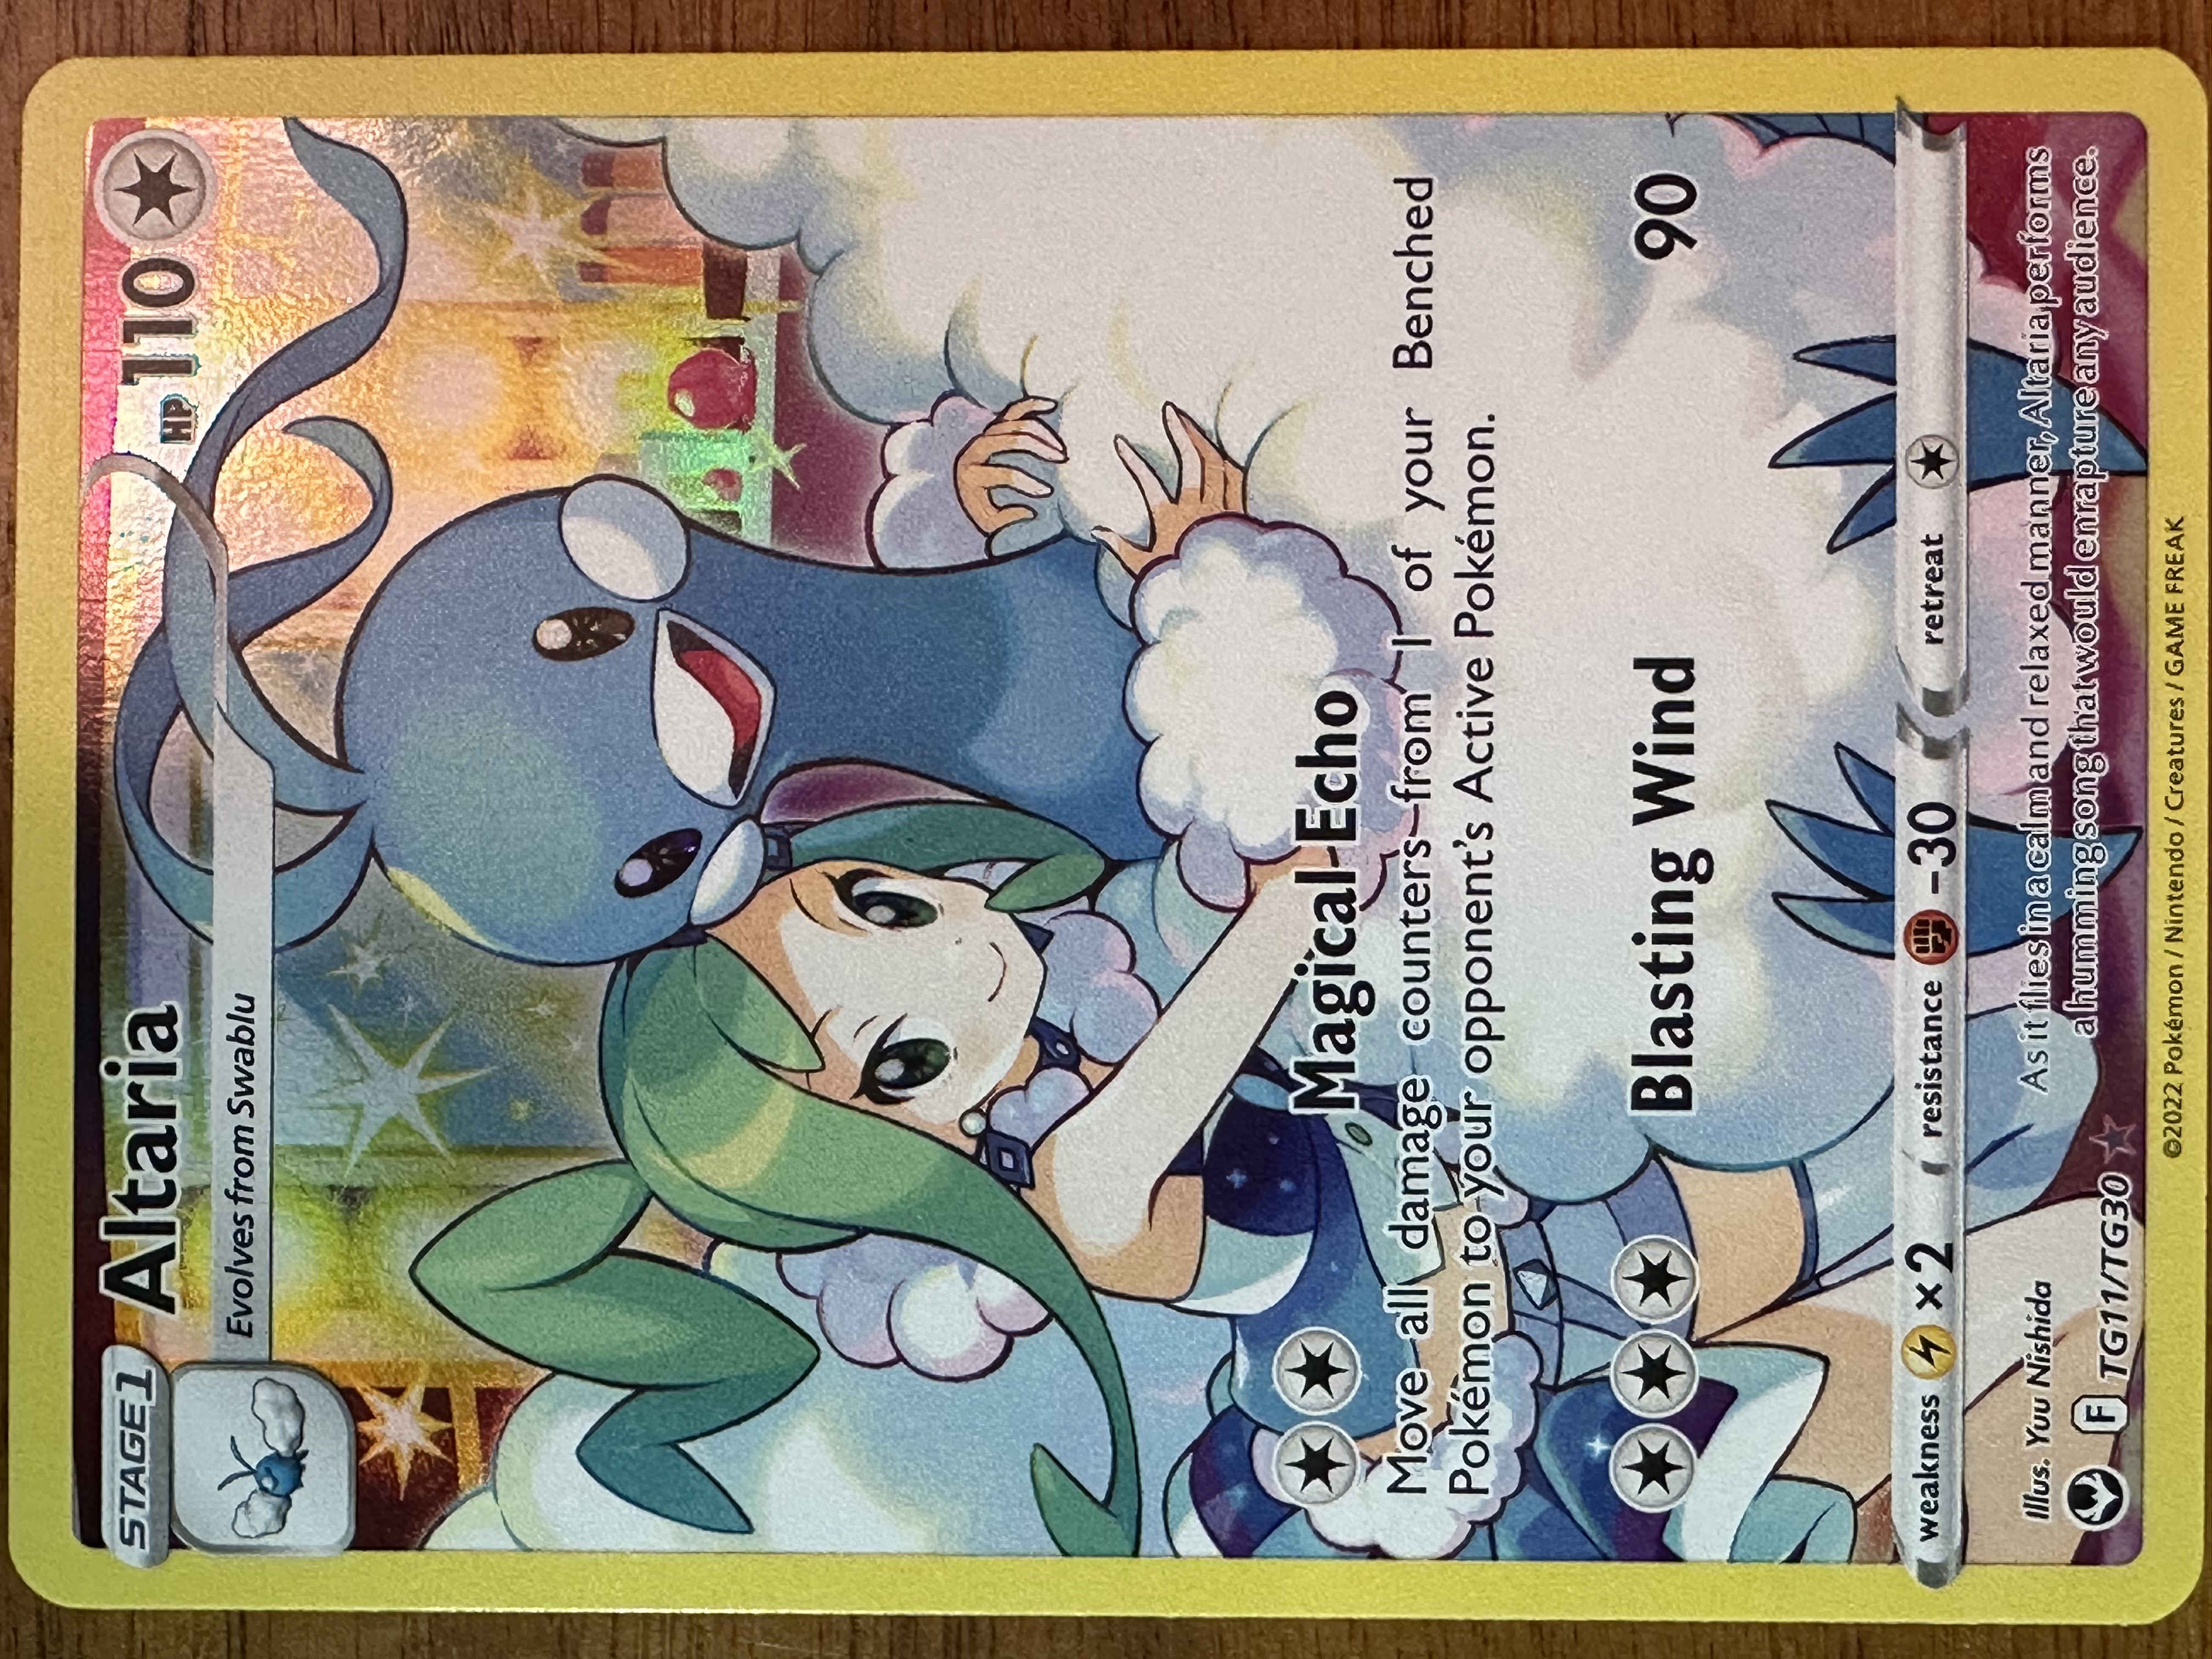 STAGE1
Altaria
HP 110
Evolves from Swablu
Magical Echo
Move all damage counters from 1 of your Benched
Pokémon to your opponent's Active Pokémon.
Blasting Wind 90
weakness ×2 resistance -30 retreat
Illus. Yuu Nishida
As it flies in a calm and relaxed manner, Altaria performs
a humming song that would enrapture any audience.
F TG11/TG30
©2022 Pokémon / Nintendo / Creatures / GAME FREAK